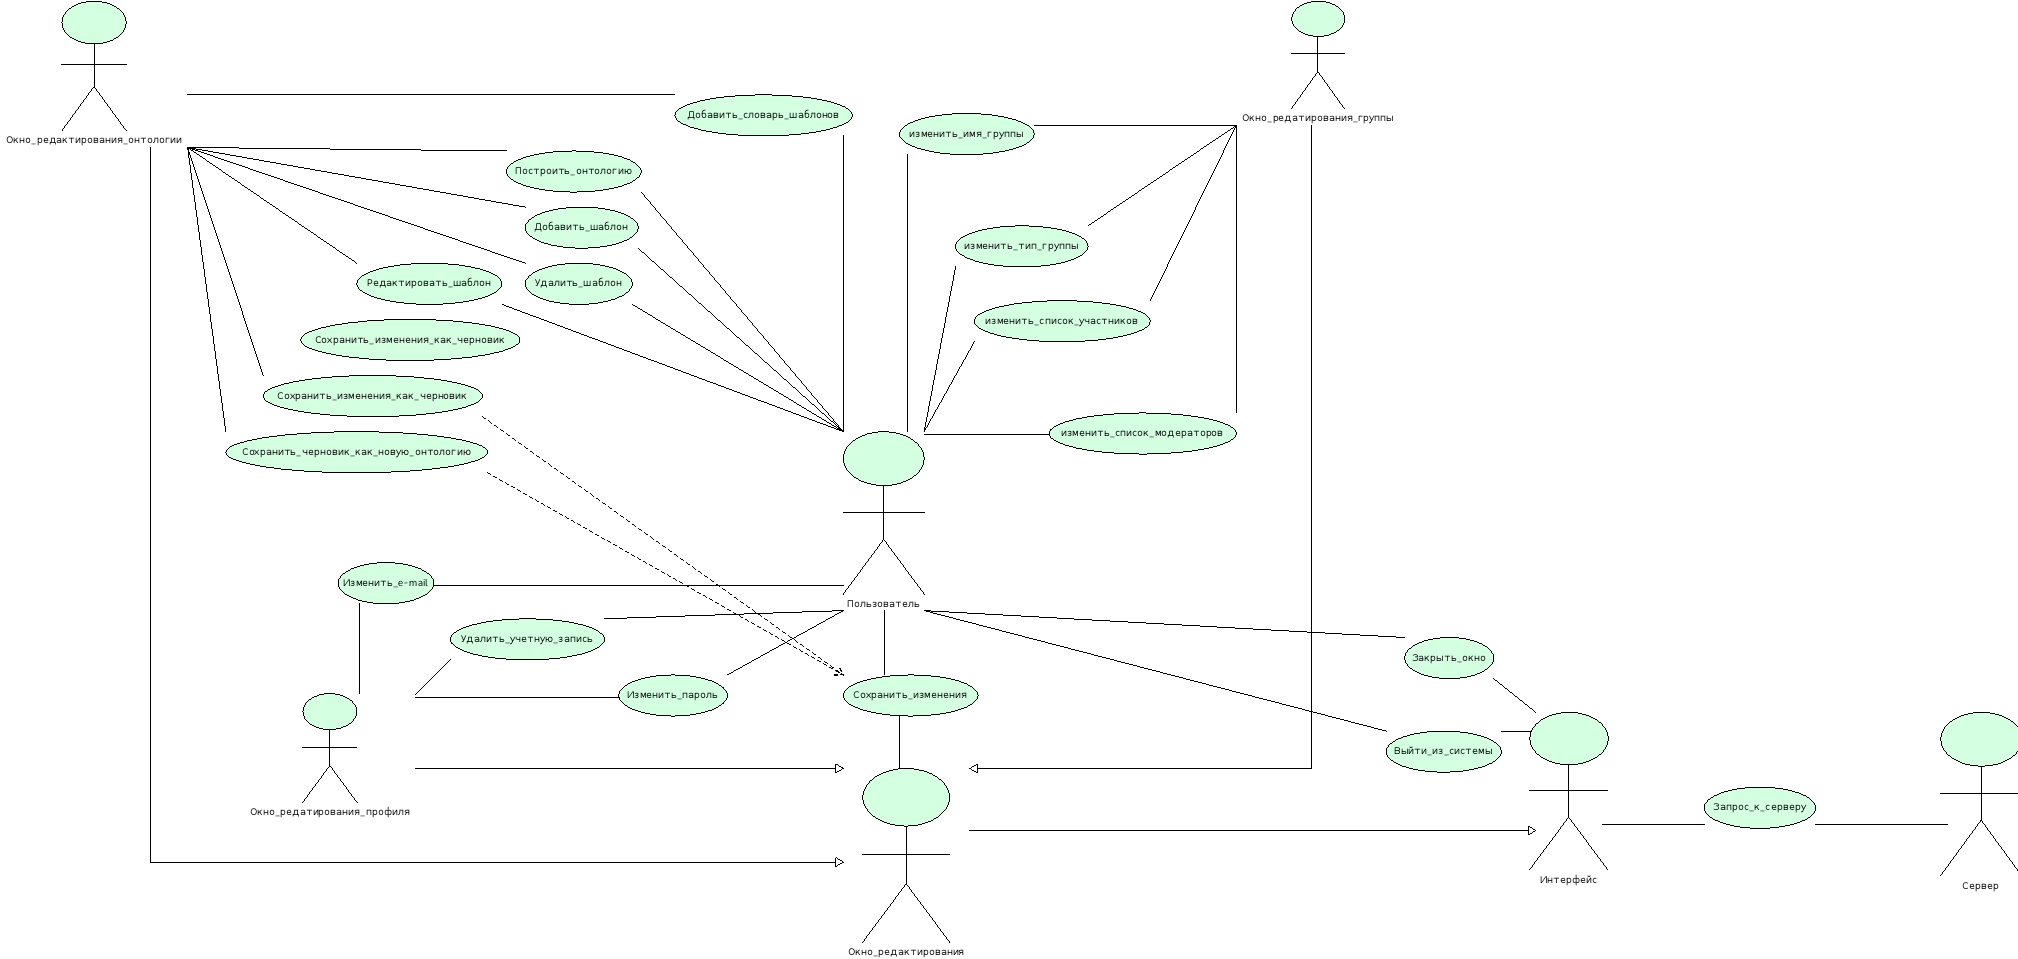 Окно_редактирования_онтологии
Окно_редатирования_группы
Добавить_словарь_шаблонов
изменить_имя_группы
Построить_онтологию
Добавить_шаблон
изменить_тип_группы
Редактировать_шаблон
Удалить_шаблон
изменить_список_участников
Сохранить_изменения_как_черновик
Сохранить_изменения_как_черновик
изменить_список_модераторов
Сохранить_черновик_как_новую_онтологию
Изменить_e-mail
Пользователь
Удалить_учетную_запись
Закрыть_окно
Изменить_пароль
Сохранить_изменения
Выйти_из_системы
Окно_редатирования_профиля
Запрос_к_серверу
Интерфейс
Сервер
Окно_редактирования